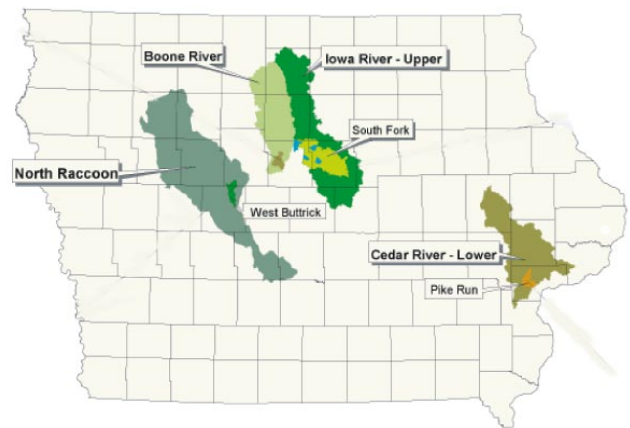 Boone River
Iowa River - Upper
South Fork
North Raccoon
West Buttrick
Cedar River - Lower
Pike Run